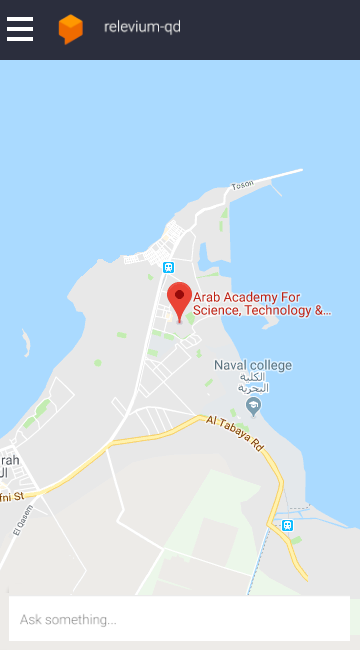 relevium-qd
Toson
Arab Academy For
Science, Technology &...
Naval college
الكلية
البحرية
Al Tabaya Rd
rah
ال
fni St
El Qasem
Ask something...